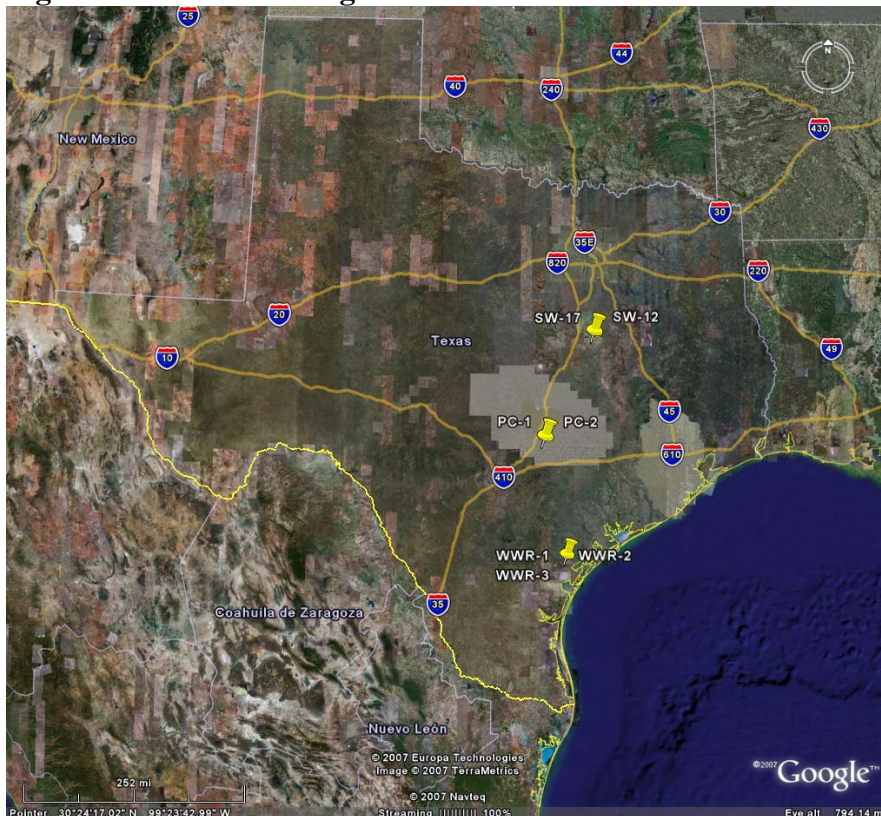 25
44
40
240
N
430
New Mexico
30
35E
820
220
SW-17 SW-12
20
Texas
10
49
45
PC-1 PC-2
610
410
WWR-1 WWR-2
WWR-3
35
Coahuila de Zaragoza
Nuevo León
© 2007 Europa Technologies
Image © 2007 TerraMetrics
©2007 Google™
252 mi
© 2007 Navteq
Pointer 30°24'17.02" N 99°23'42.99" W Streaming 100% Eye alt 794.14 m